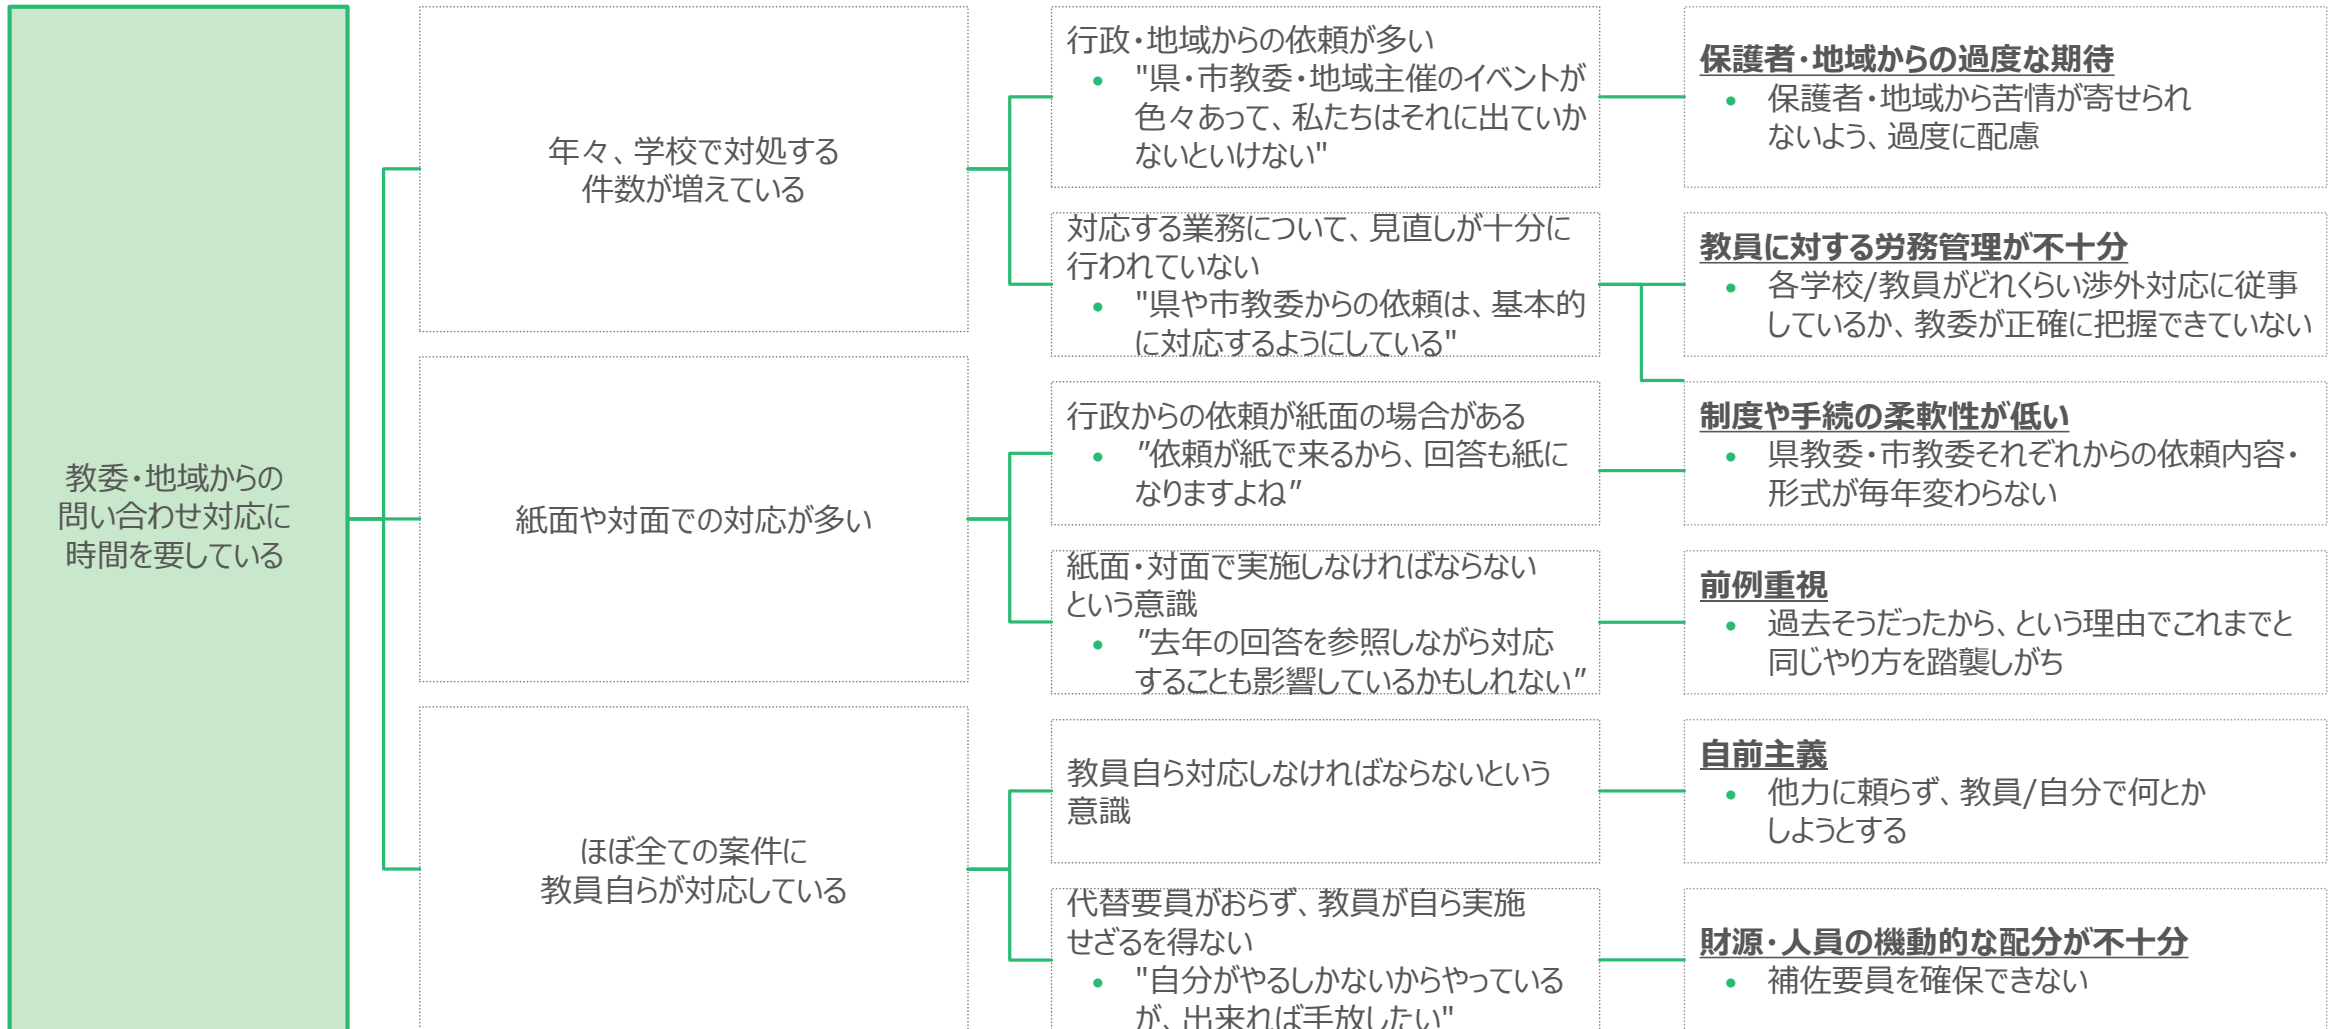 教委・地域からの
問い合わせ対応に
時間を要している
年々、学校で対処する
件数が増えている
行政・地域からの依頼が多い
• "県・市教委・地域主催のイベントが
色々あって、私たちはそれに出ていか
ないといけない"
保護者・地域からの過度な期待
• 保護者・地域から苦情が寄せられ
ないよう、過度に配慮
対応する業務について、見直しが十分に
行われていない
• "県や市教委からの依頼は、基本的
に対応するようにしている"
教員に対する労務管理が不十分
• 各学校/教員がどれくらい渉外対応に従事
しているか、教委が正確に把握できていない
紙面や対面での対応が多い
行政からの依頼が紙面の場合がある
• ”依頼が紙で来るから、回答も紙に
なりますよね”
制度や手続の柔軟性が低い
• 県教委・市教委それぞれからの依頼内容・
形式が毎年変わらない
紙面・対面で実施しなければならない
という意識
• ”去年の回答を参照しながら対応
することも影響しているかもしれない”
前例重視
• 過去そうだったから、という理由でこれまでと
同じやり方を踏襲しがち
ほぼ全ての案件に
教員自らが対応している
教員自ら対応しなければならないという
意識
自前主義
• 他力に頼らず、教員/自分で何とか
しようとする
代替要員がおらず、教員が自ら実施
せざるを得ない
• "自分がやるしかないからやっている
が、出来れば手放したい"
財源・人員の機動的な配分が不十分
• 補佐要員を確保できない